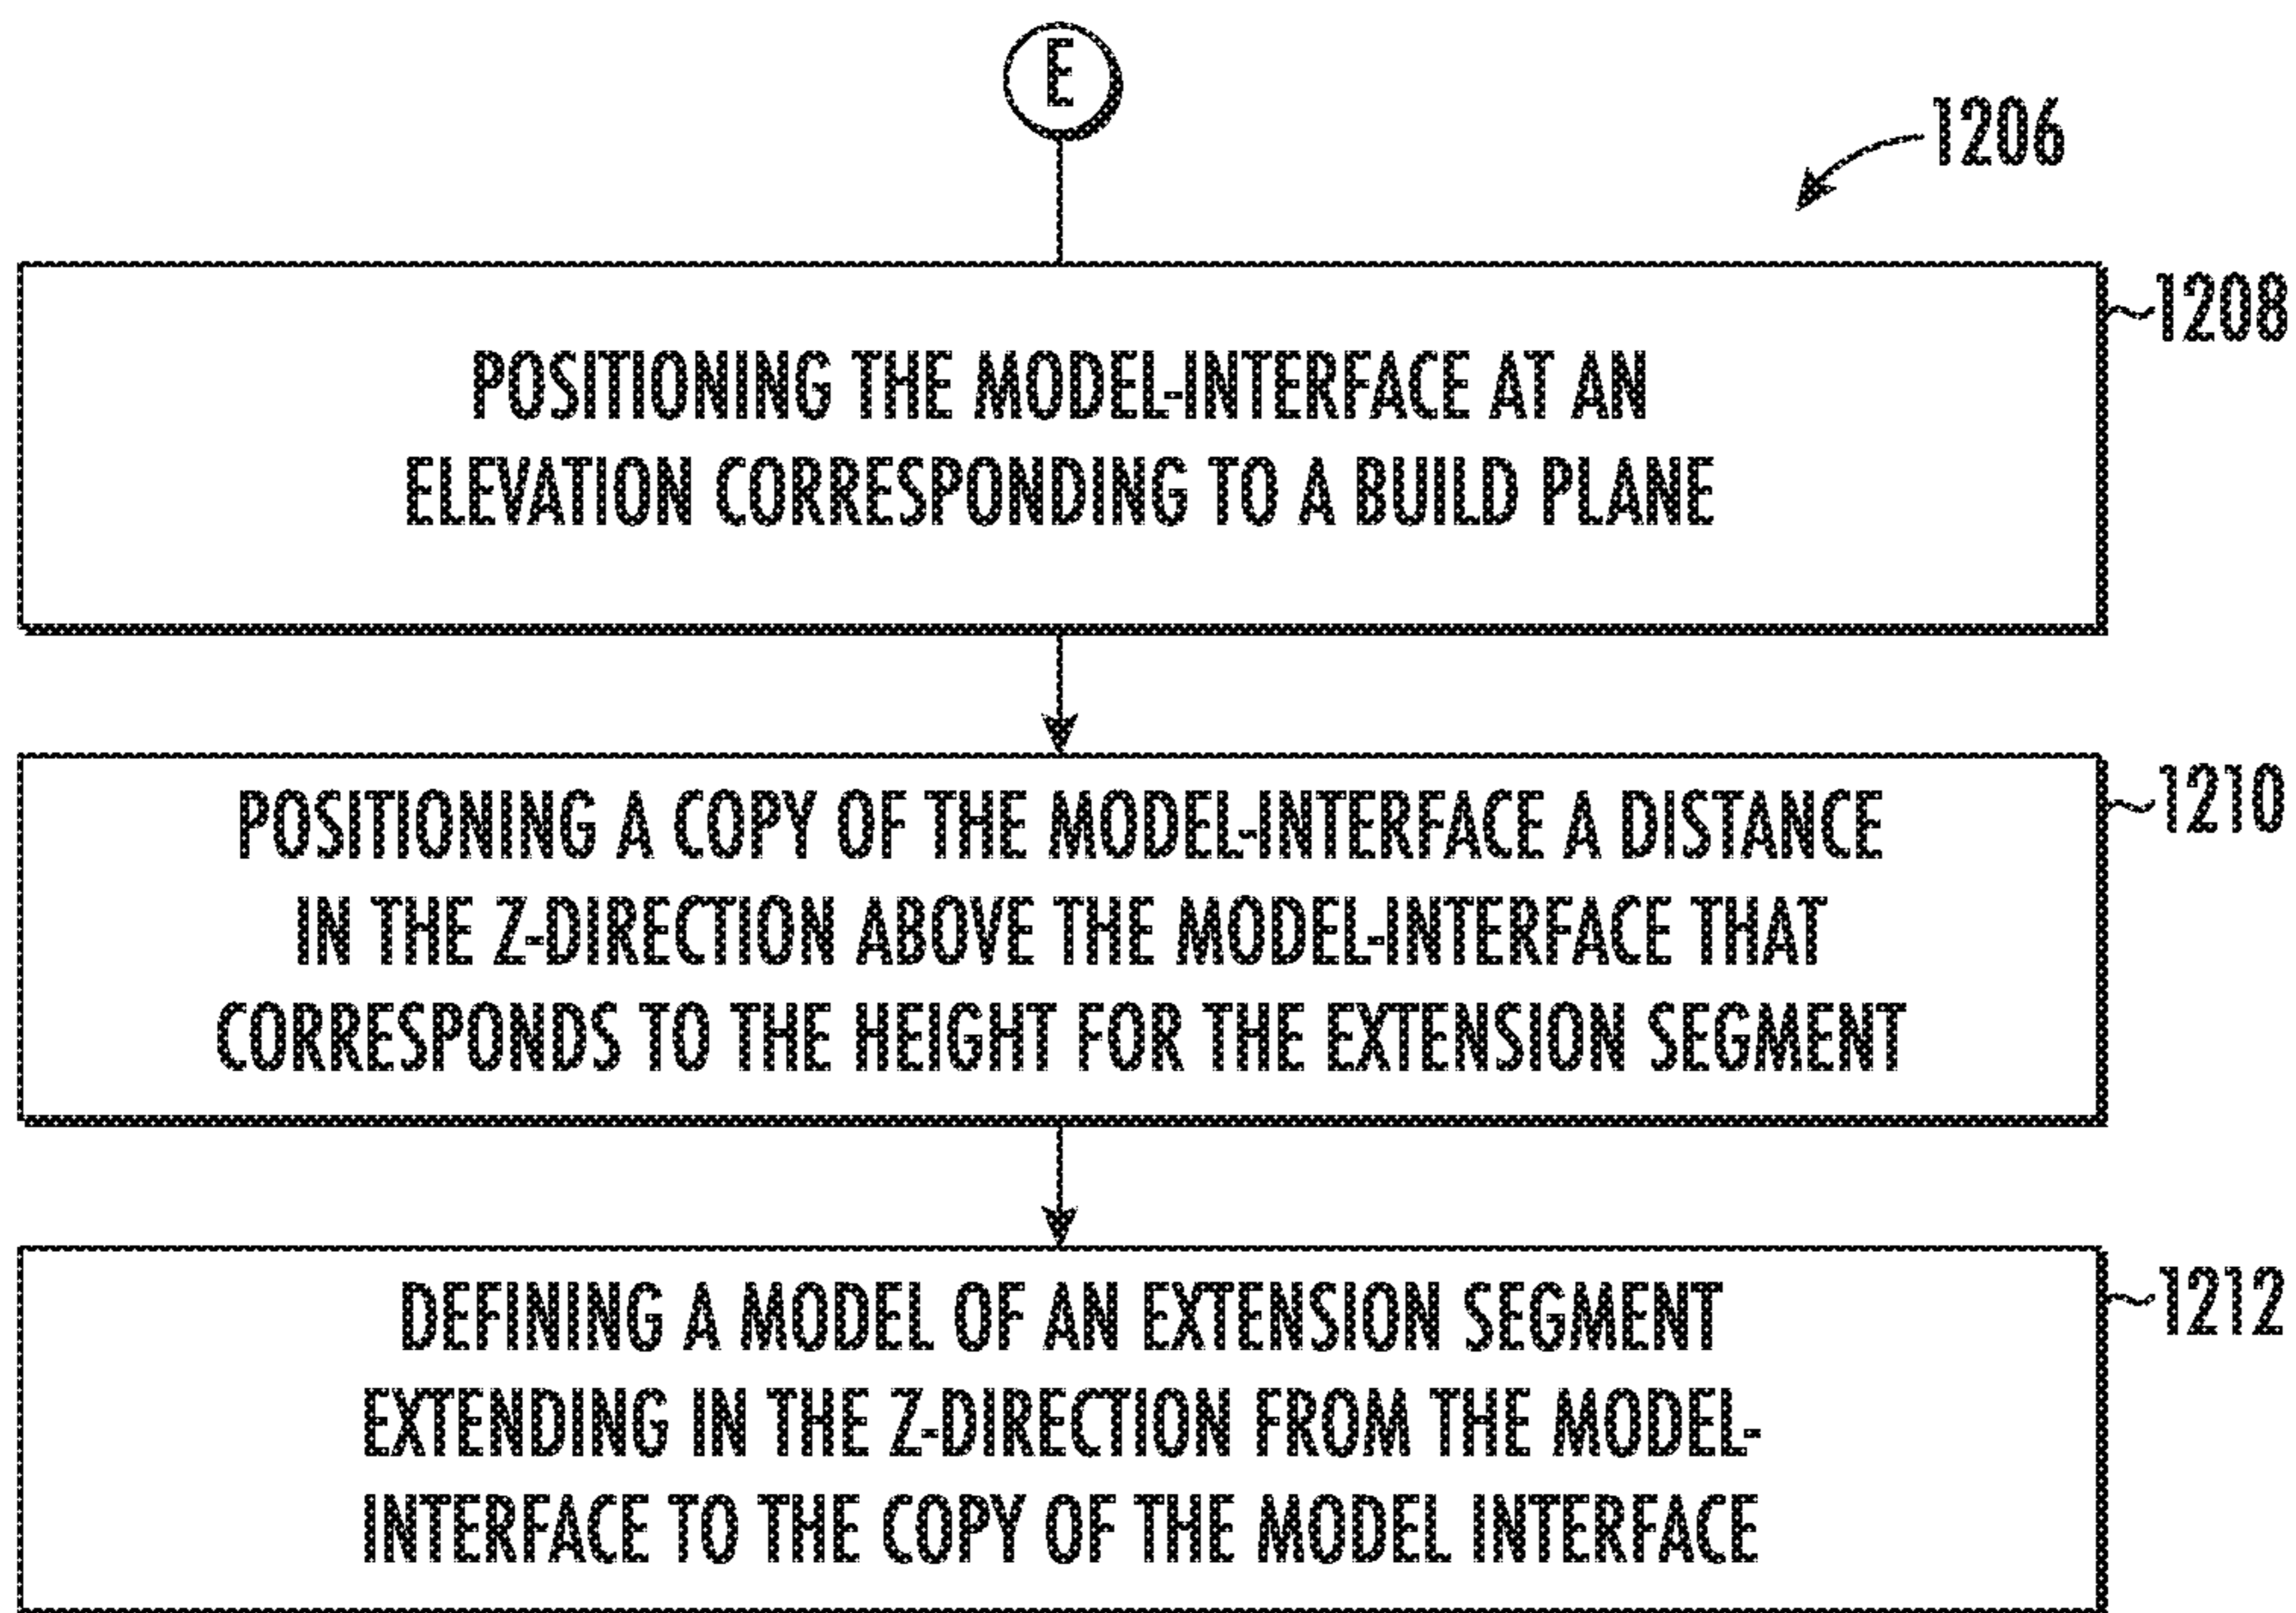 E
1206
1208
POSITIONING THE MODEL-INTERFACE AT AN
ELEVATION CORRESPONDING TO A BUILD PLANE
1210
POSITIONING A COPY OF THE MODEL-INTERFACE A DISTANCE
IN THE Z-DIRECTION ABOVE THE MODEL-INTERFACE THAT
CORRESPONDS TO THE HEIGHT FOR THE EXTENSION SEGMENT
1212
DEFINING A MODEL OF AN EXTENSION SEGMENT
EXTENDING IN THE Z-DIRECTION FROM THE MODEL-
INTERFACE TO THE COPY OF THE MODEL INTERFACE